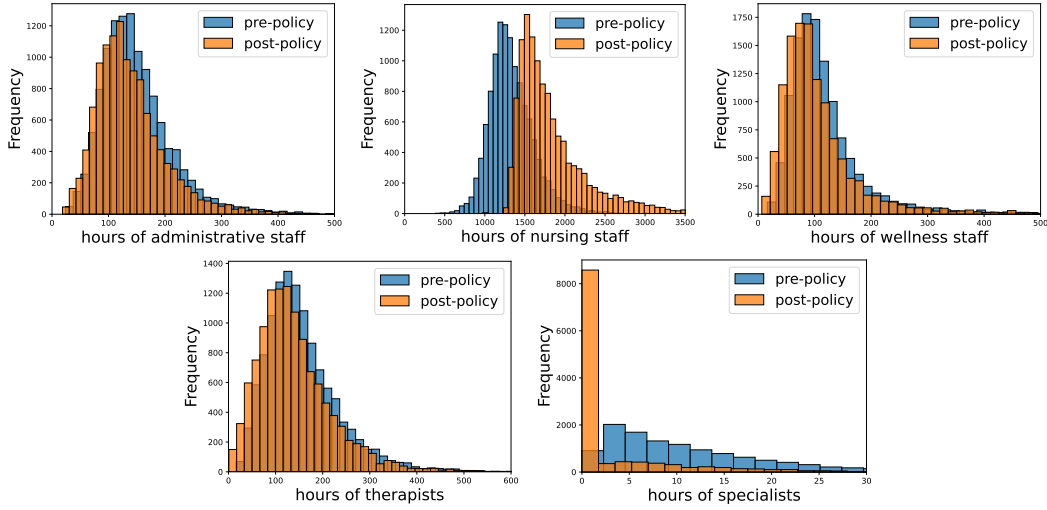 1200
1000
800
600
400
200
0
Frequency
pre-policy
post-policy
0 100 200 300 400 500
hours of administrative staff
1200
1000
800
600
400
200
0
Frequency
pre-policy
post-policy
0 500 1000 1500 2000 2500 3000 3500
hours of nursing staff
1750
1500
1250
1000
750
500
250
0
Frequency
pre-policy
post-policy
0 100 200 300 400 500
hours of wellness staff
1400
1200
1000
800
600
400
200
0
Frequency
pre-policy
post-policy
0 100 200 300 400 500 600
hours of therapists
8000
6000
4000
2000
0
Frequency
pre-policy
post-policy
0 5 10 15 20 25 30
hours of specialists